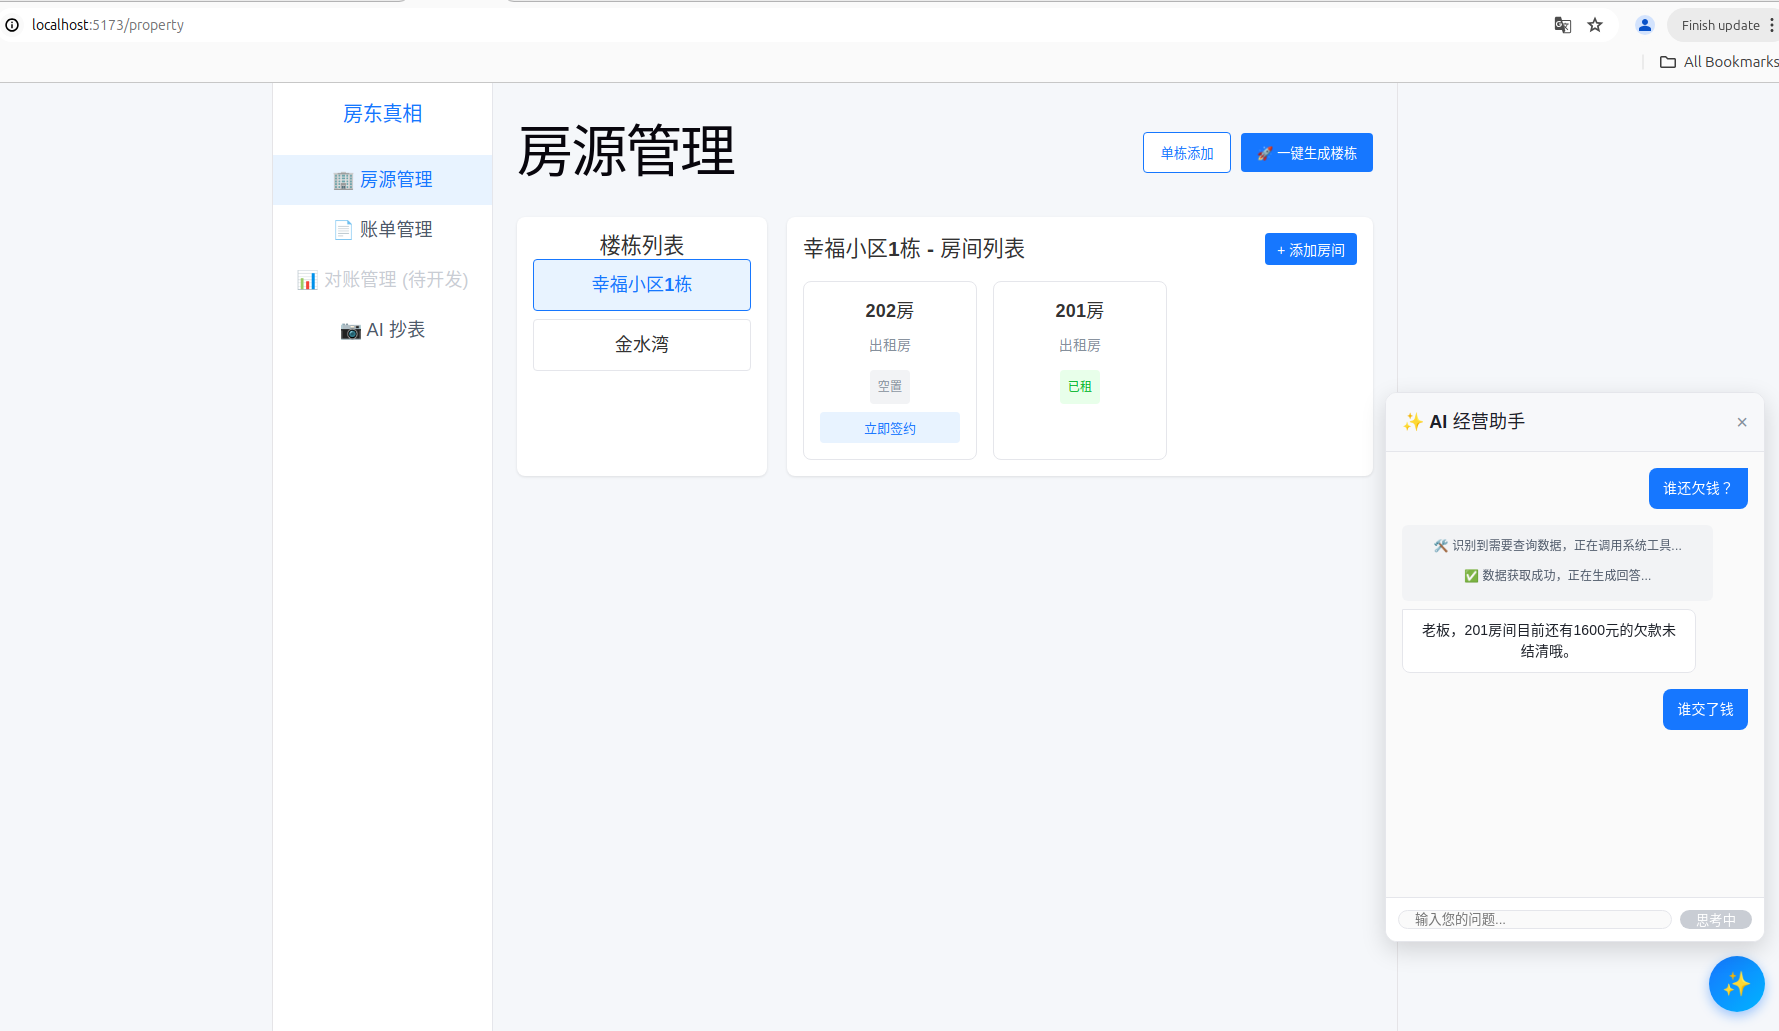 localhost:5173/property
Finish update
All Bookmarks
房东真相
房源管理
账单管理
对账管理 (待开发)
AI 抄表
房源管理
单栋添加
一键生成楼栋
楼栋列表
幸福小区1栋
金水湾
幸福小区1栋 - 房间列表
+ 添加房间
202房
出租房
空置
立即签约
201房
出租房
已租
AI 经营助手
×
谁还欠钱？
识别到需要查询数据，正在调用系统工具...
数据获取成功，正在生成回答...
老板，201房间目前还有1600元的欠款未
结清哦。
谁交了钱
输入您的问题...
思考中